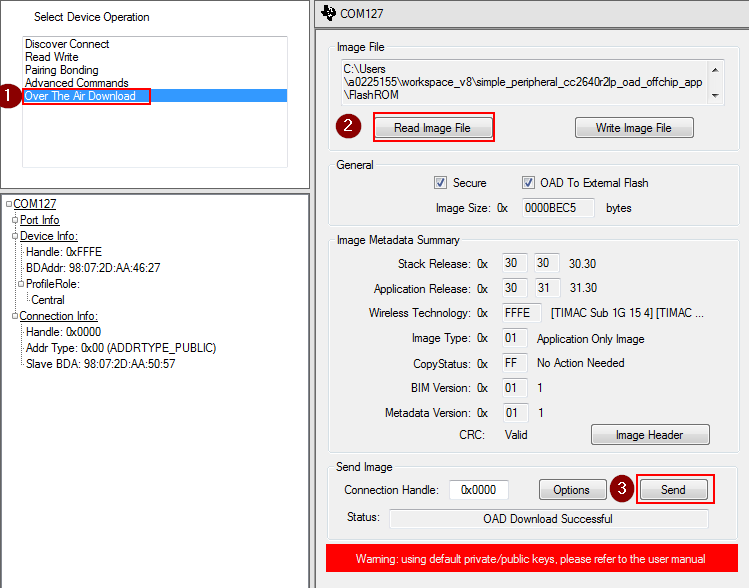 Select Device Operation
Discover Connect
Read Write
Pairing Bonding
Advanced Commands
1
Over The Air Download
COM127
Port Info
Device Info:
Handle: 0xFFFE
BDAddr: 98:07:2D:AA:46:27
ProfileRole:
Central
Connection Info:
Handle: 0x0000
Addr Type: 0x00 (ADDRTYPE_PUBLIC)
Slave BDA: 98:07:2D:AA:50:57
COM127
Image File
C:\Users
\a0225155\workspace_v8\simple_peripheral_cc2640r2lp_oad_offchip_app
\FlashROM
2
Read Image File
Write Image File
General
Secure
OAD To External Flash
Image Size: 0x 0000BEC5 bytes
Image Metadata Summary
Stack Release: 0x 30 30 30.30
Application Release: 0x 30 31 31.30
Wireless Technology: 0x FFFE [TIMAC Sub 1G 15 4] [TIMAC ...
Image Type: 0x 01 Application Only Image
CopyStatus: 0x FF No Action Needed
BIM Version: 0x 01 1
Metadata Version: 0x 01 1
CRC: Valid
Image Header
Send Image
Connection Handle: 0x0000 Options 3 Send
Status: OAD Download Successful
Warning: using default private/public keys, please refer to the user manual